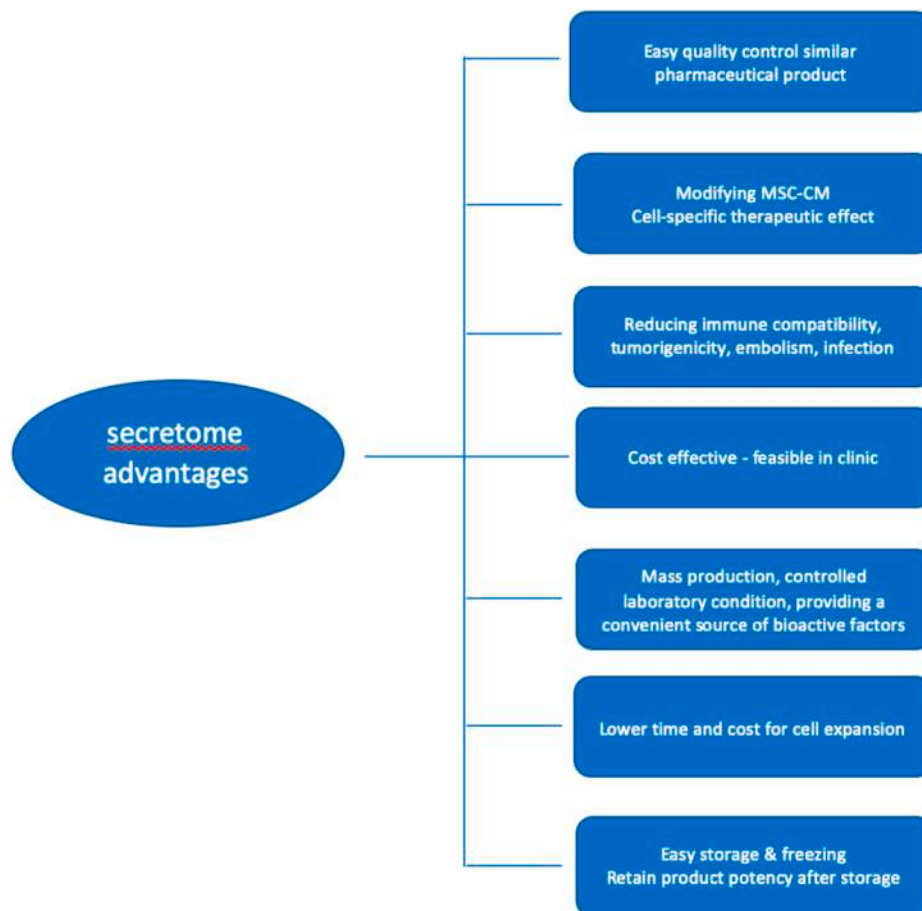 Easy quality control similar
pharmaceutical product
Modifying MSC-CM
Cell-specific therapeutic effect
Reducing immune compatibility,
tumorigenicity, embolism, infection
secretome
advantages
Cost effective - feasible in clinic
Mass production, controlled
laboratory condition, providing a
convenient source of bioactive factors
Lower time and cost for cell expansion
Easy storage & freezing
Retain product potency after storage